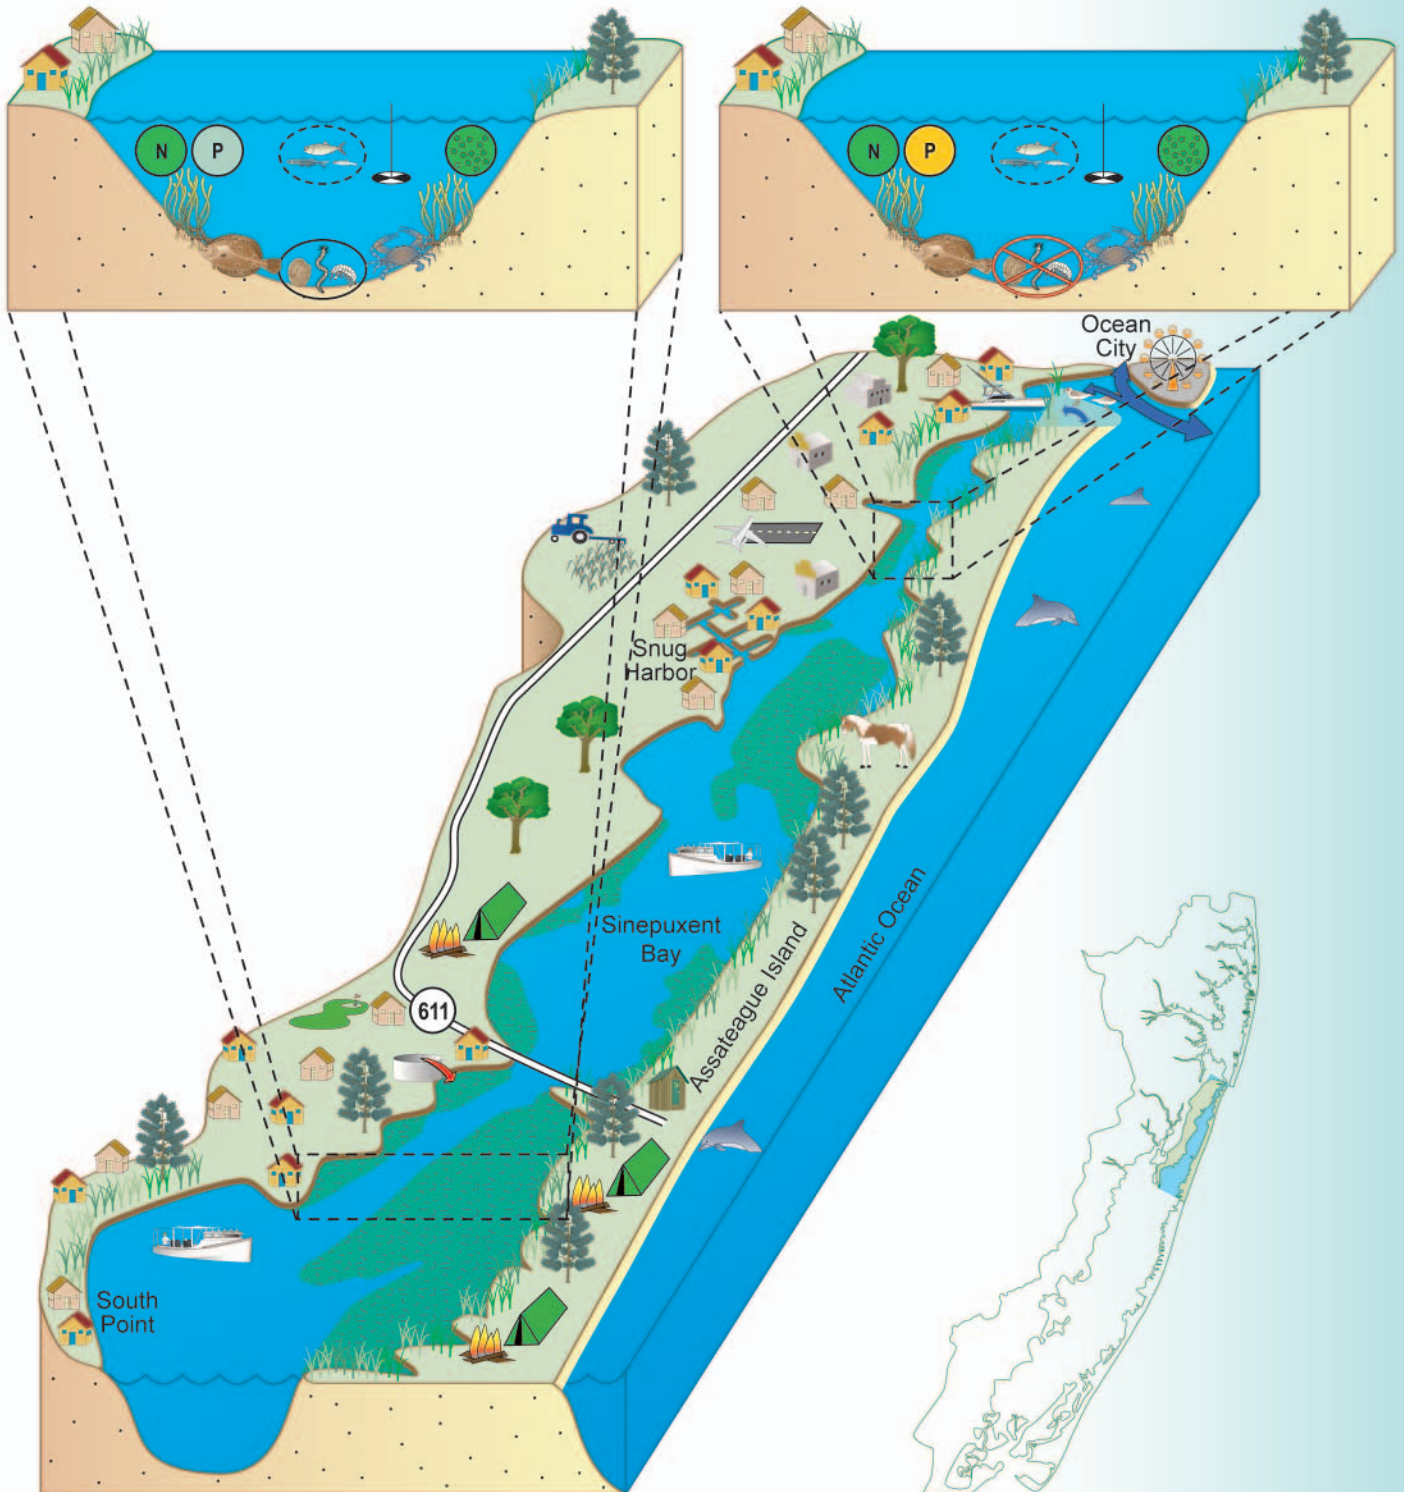 N P
N P
Ocean
City
Snug
Harbor
Sinepuxent
Bay
Assateague Island
Atlantic Ocean
611
South
Point